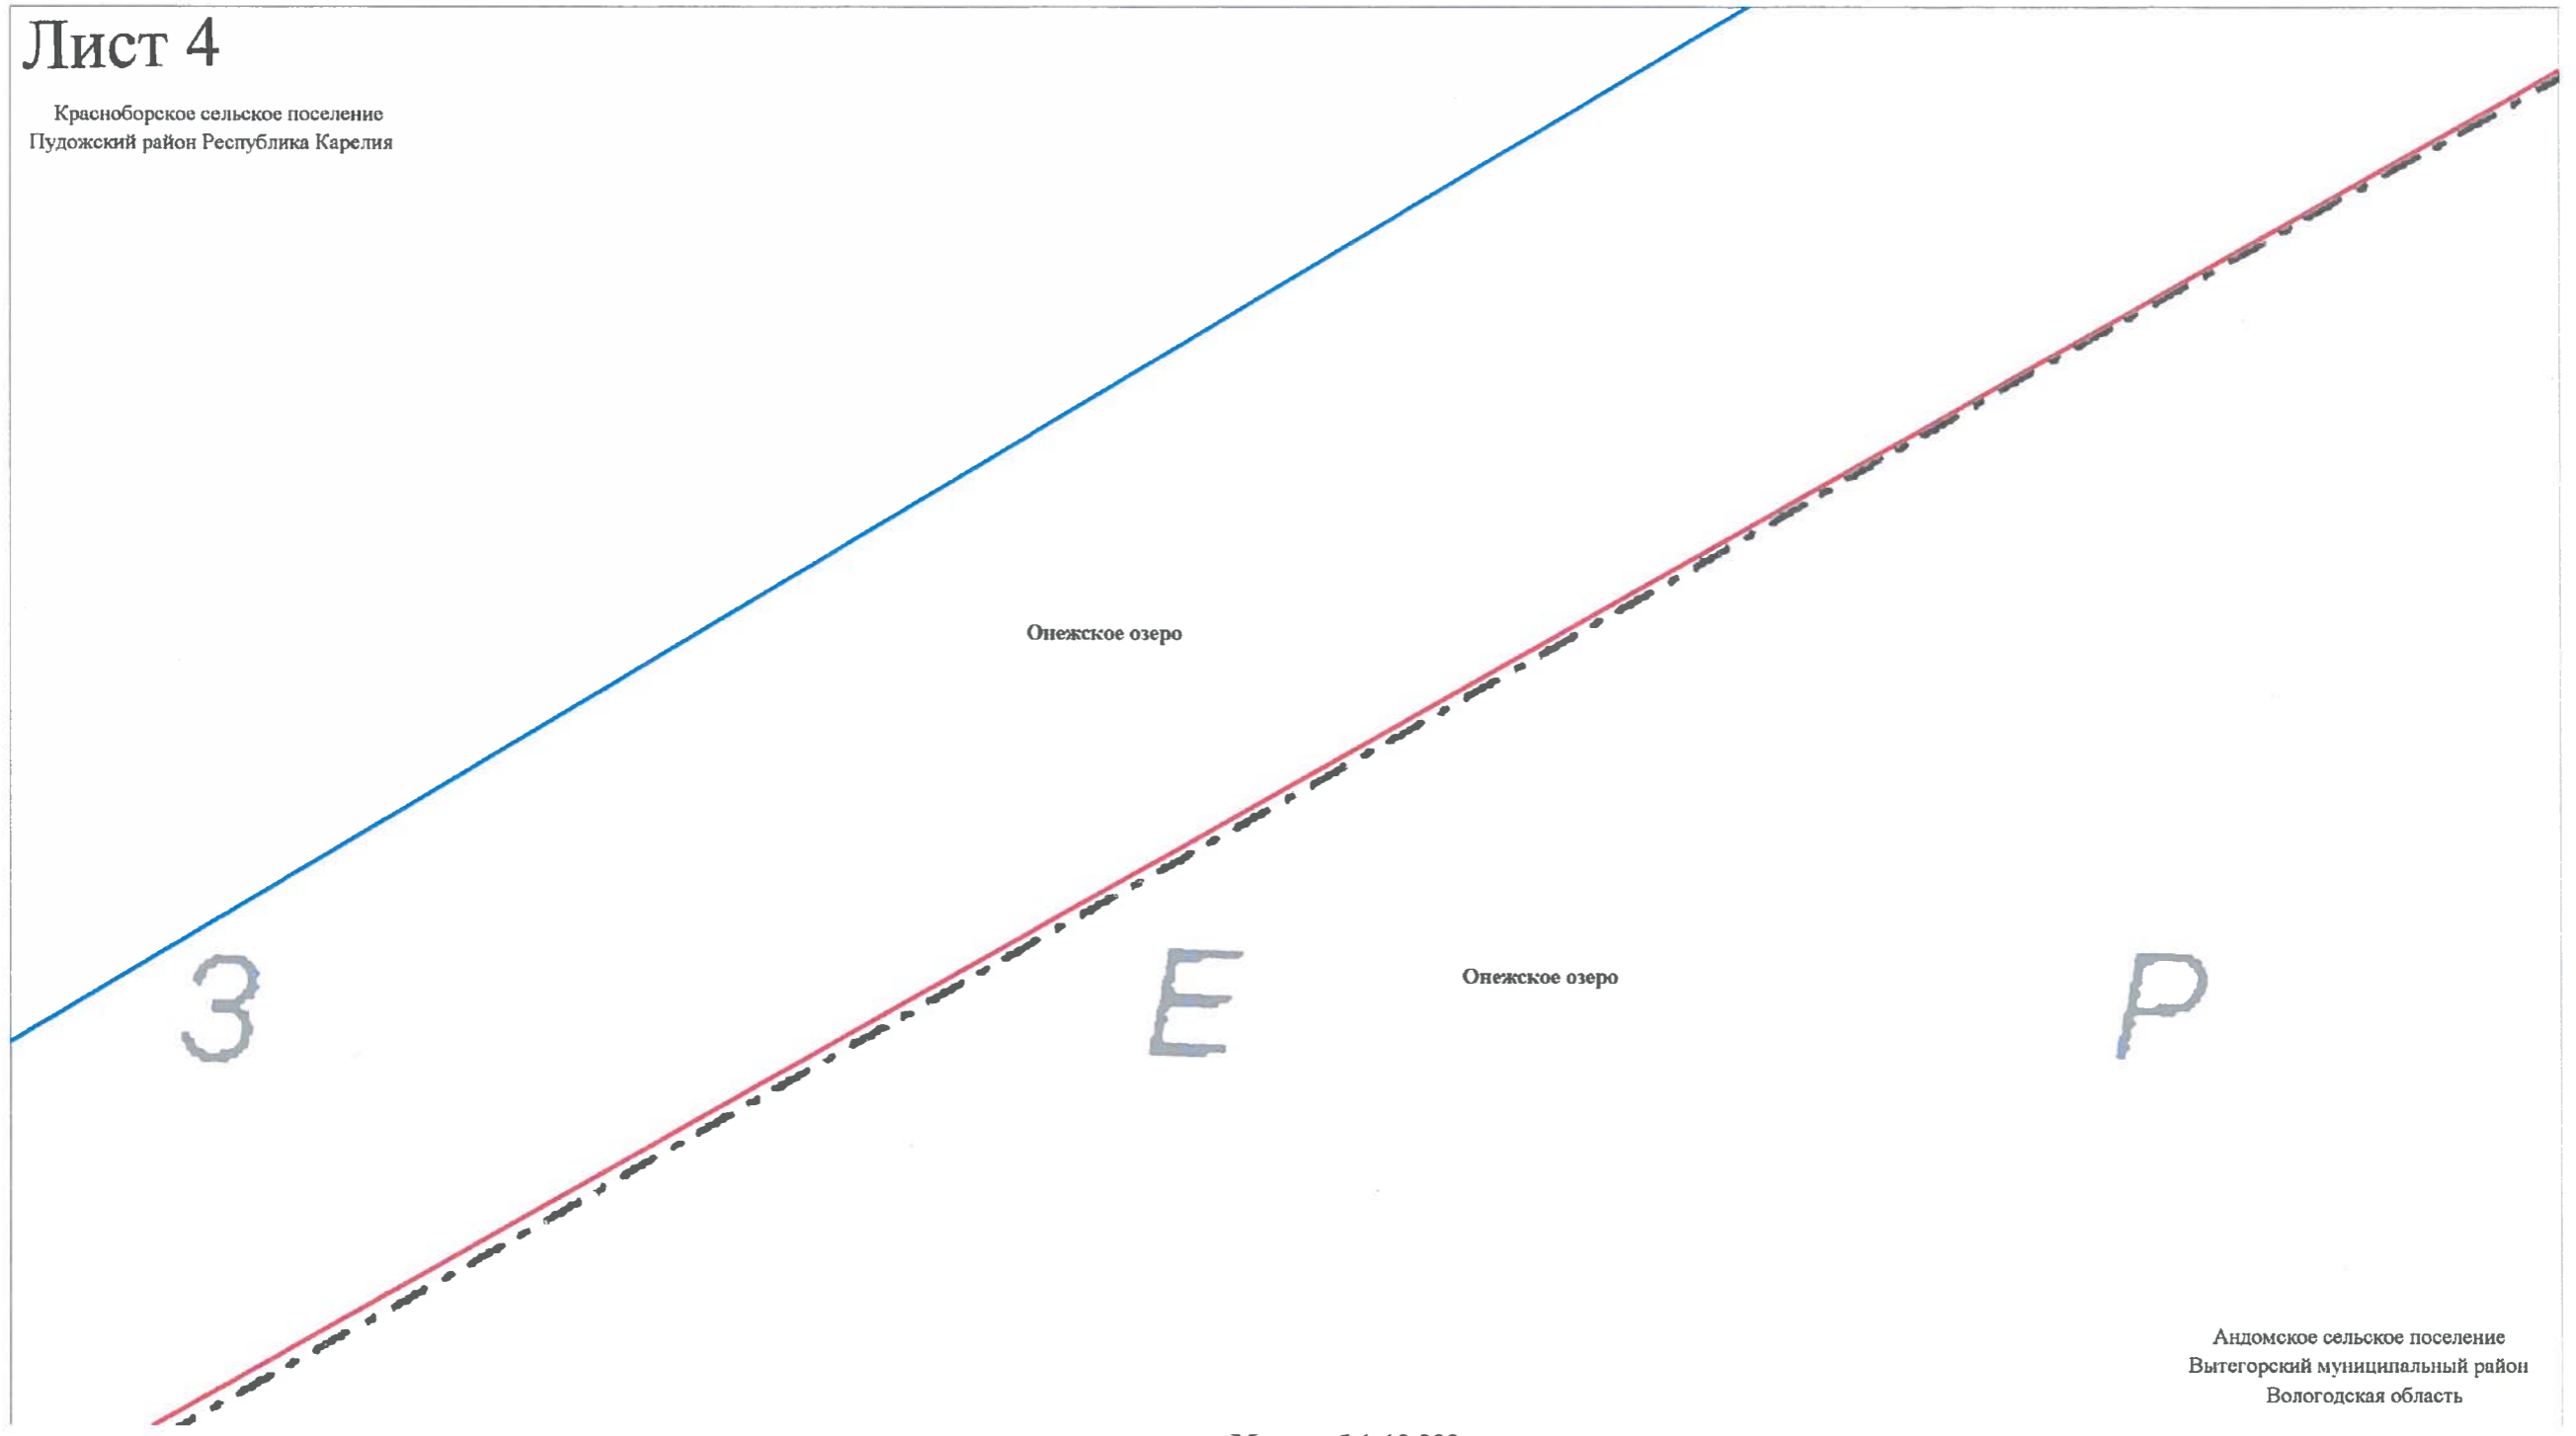 Лист 4
Красноборское сельское поселение
Пудожский район Республика Карелия
Онежское озеро
З Е Р
Онежское озеро
Андомское сельское поселение
Вытегорский муниципальный район
Вологодская область